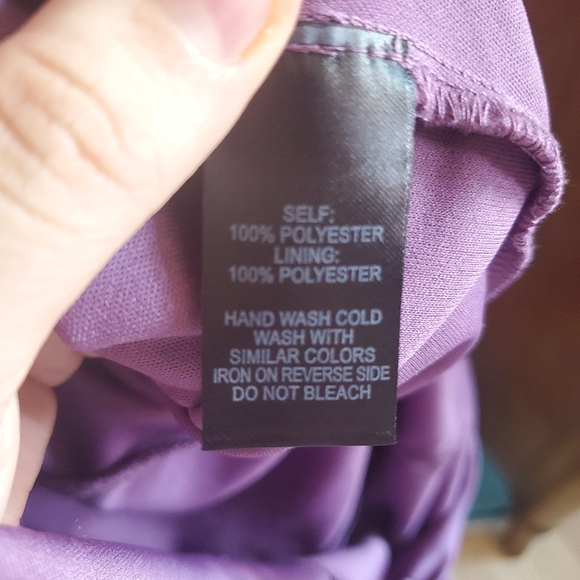 SELF:
100% POLYESTER
LINING:
100% POLYESTER
HAND WASH COLD
WASH WITH
SIMILAR COLORS
IRON ON REVERSE SIDE
DO NOT BLEACH